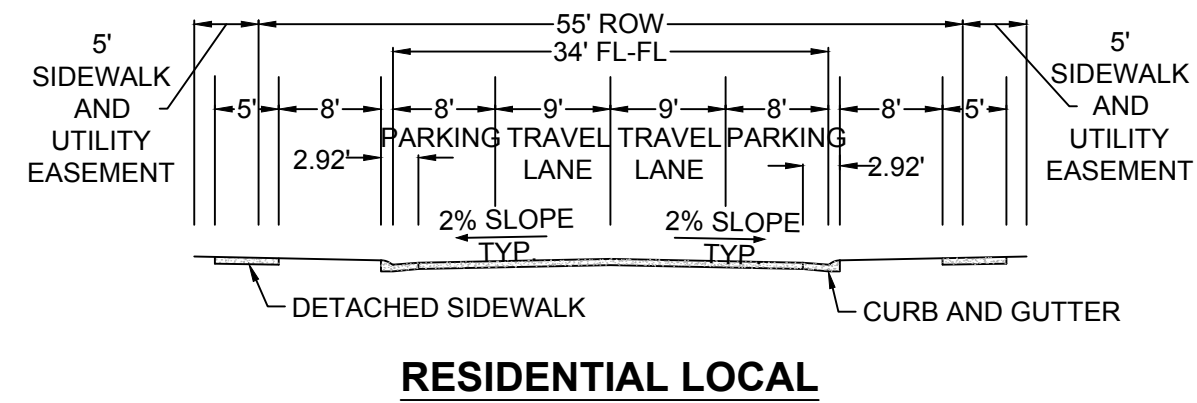 55' ROW
34' FL-FL
5'
SIDEWALK
AND
UTILITY
EASEMENT
5'
SIDEWALK
AND
UTILITY
EASEMENT
5' 8' 8' 9' 9' 8' 8' 5'
PARKING TRAVEL TRAVEL PARKING
LANE LANE
2.92' 2.92'
2% SLOPE 2% SLOPE
TYP. TYP.
DETACHED SIDEWALK
CURB AND GUTTER
RESIDENTIAL LOCAL